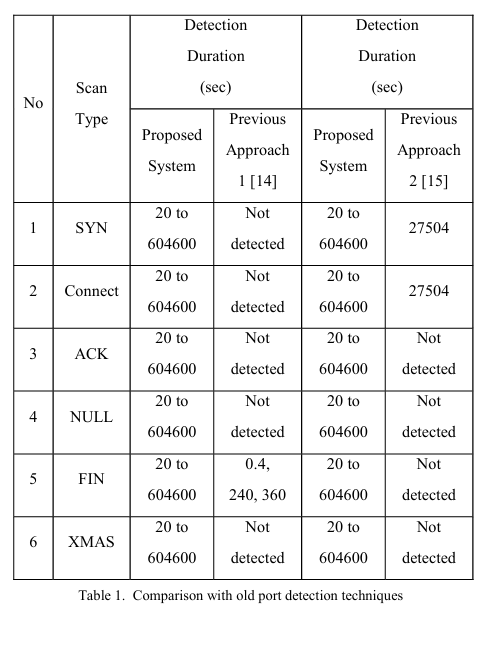 No
Scan
Type
Detection
Duration
(sec)
Detection
Duration
(sec)
Proposed
System
Previous
Approach
1 [14]
Proposed
System
Previous
Approach
2 [15]
1
SYN
20 to
604600
Not
detected
20 to
604600
27504
2
Connect
20 to
604600
Not
detected
20 to
604600
27504
3
ACK
20 to
604600
Not
detected
20 to
604600
Not
detected
4
NULL
20 to
604600
Not
detected
20 to
604600
Not
detected
5
FIN
20 to
604600
0.4,
240, 360
20 to
604600
Not
detected
6
XMAS
20 to
604600
Not
detected
20 to
604600
Not
detected
Table 1. Comparison with old port detection techniques